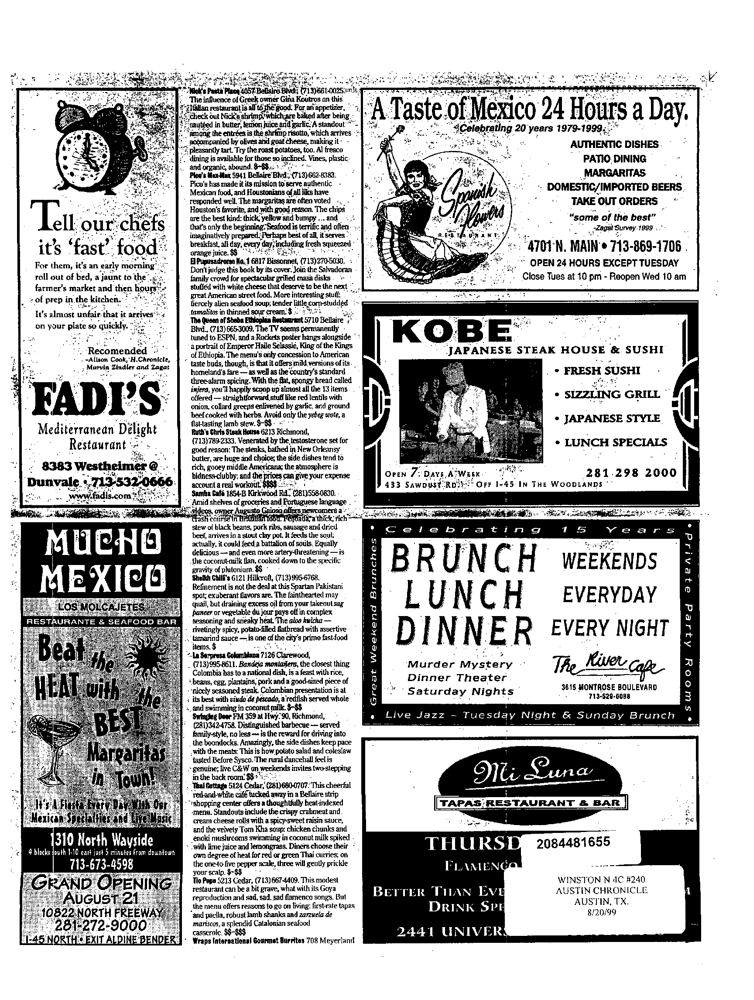 Tell our chefs
it's 'fast' food
For them, it's an early morning
roll out of bed, a jaunt to the
farmer's market and then hours
of prep in the kitchen.
It's almost unfair that it arrives
on your plate so quickly.
Recomended
-Alison Cook, H.Chronicle,
Marvin Zindler and Zagat
FADI'S
Mediterranean Delight
Restaurant
8383 Westheimer @
Dunvale • 713-532-0666
www.fadis.com
MUCHO
MEXICO
LOS MOLCAJETES
RESTAURANTE & SEAFOOD BAR
Beat
the
HEAT with the
BEST
Margaritas
in Town!
It's A Fiesta Every Day With Our
Mexican Specialties and Live Music
1310 North Wayside
4 blocks south I-10 east just 5 minutes from downtown
713-673-4598
GRAND OPENING
AUGUST 21
10822 NORTH FREEWAY
281-272-9000
I-45 NORTH • EXIT ALDINE BENDER
Nick's Pasta Place 4057 Bellaire Blvd., (713)661-0025.
The influence of Greek owner Gina Koutros on this
Italian restaurant is all to the good. For an appetizer,
check out Nick's shrimp, which are baked after being
sautéed in butter, lemon juice and garlic. A standout
among the entrées is the shrimp risotto, which arrives
accompanied by olives and goat cheese, making it
pleasantly tart. Try the roast potatoes, too. Al fresco
dining is available for those so inclined. Vines, plastic
and organic, abound. $-$$
Pico's Mex-Mex 5941 Bellaire Blvd., (713)662-8383.
Pico's has made it its mission to serve authentic
Mexican food, and Houstonians of all ilks have
responded well. The margaritas are often voted
Houston's favorite, and with good reason. The chips
are the best kind: thick, yellow and bumpy ... and
that's only the beginning. Seafood is terrific and often
imaginatively prepared. Perhaps best of all, it serves
breakfast, all day, every day, including fresh squeezed
orange juice. $$
El Pupusadromo No. 1 6817 Bissonnet, (713)270-5030.
Don't judge this book by its cover. Join the Salvadoran
family crowd for spectacular grilled masa disks
stuffed with white cheese that deserve to be the next
great American street food. More interesting stuff:
fiercely alien seafood soup; tender little corn-studded
tamalitos in thinned sour cream. $
The Queen of Sheba Ethiopian Restaurant 5710 Bellaire
Blvd., (713)665-3009. The TV seems permanently
tuned to ESPN, and a Rockets poster hangs alongside
a portrait of Emperor Haile Selassie, King of the Kings
of Ethiopia. The menu's only concession to American
taste buds, though, is that it offers mild versions of its
homeland's fare — as well as the country's standard
three-alarm spicing. With the flat, spongy bread called
injera, you'll happily scoop up almost all the 13 items
offered — straightforward stuff like red lentils with
onion, collard greens enlivened by garlic, and ground
beef cooked with herbs. Avoid only the yebeg wote, a
flat-tasting lamb stew. $-$$
Ruth's Chris Steak House 6213 Richmond,
(713)789-2333. Venerated by the testosterone set for
good reason: The steaks, bathed in New Orleansy
butter, are huge and choice; the side dishes tend to
rich, gooey middle Americana; the atmosphere is
bidness-clubby; and the prices can give your expense
account a real workout. $$$$
Samba Café 1854-B Kirkwood Rd., (281)558-0830.
Amid shelves of groceries and Portuguese language
videos, owner Augusto Gaioso offers newcomers a
crash course in Brazilian food. Feijoada, a thick, rich
stew of black beans, pork ribs, sausage and dried
beef, arrives in a stout clay pot. It feeds the soul;
actually, it could feed a battalion of souls. Equally
delicious — and even more artery-threatening — is
the coconut-milk flan, cooked down to the specific
gravity of plutonium. $$
Sheikh Chilli's 6121 Hillcroft, (713)995-6768.
Refinement is not the deal at this Spartan Pakistani
spot; exuberant flavors are. The fainthearted may
quail, but draining excess oil from your takeout sag
paneer or vegetable du jour pays off in complex
seasoning and sneaky heat. The aloo kulcha —
rivetingly spicy, potato-filled flatbread with assertive
tamarind sauce — is one of the city's prime fast-food
items. $
La Sorpresa Colombiana 7126 Clarewood,
(713)995-8611. Bandeja montañera, the closest thing
Colombia has to a national dish, is a feast with rice,
beans, egg, plantains, pork and a good-sized piece of
nicely seasoned steak. Colombian presentation is at
its best with viudo de pescado, a redfish served whole
and swimming in coconut milk. $-$$
Swinging Door FM 359 at Hwy. 90, Richmond,
(281)342-4758. Distinguished barbecue — served
family-style, no less — is the reward for driving into
the boondocks. Amazingly, the side dishes keep pace
with the meats: This is how potato salad and coleslaw
tasted Before Sysco. The rural dancehall feel is
genuine; live C&W on weekends invites two-stepping
in the back room. $$
Thai Cottage 5124 Cedar, (281)660-0707. This cheerful
red-and-white café tucked away in a Bellaire strip
shopping center offers a thoughtfully heat-indexed
menu. Standouts include the crispy crabmeat and
cream cheese rolls with a spicy-sweet raisin sauce,
and the velvety Tom Kha soup: chicken chunks and
enoki mushrooms swimming in coconut milk spiked
with lime juice and lemongrass. Diners choose their
own degree of heat for red or green Thai curries; on
the one-to five pepper scale, three will gently prickle
your scalp. $-$$
Tio Pepe 5213 Cedar, (713)667-4409. This modest
restaurant can be a bit grave, what with its Goya
reproduction and sad, sad, sad flamenco songs. But
the menu offers reasons to go on living: first-rate tapas
and paella, robust lamb shanks and zarzuela de
mariscos, a splendid Catalonian seafood
casserole. $$-$$$
Wraps International Gourmet Burritos 708 Meyerland
A Taste of Mexico 24 Hours a Day.
Celebrating 20 years 1979-1999
Spanish
Flowers
RESTAURANT
AUTHENTIC DISHES
PATIO DINING
MARGARITAS
DOMESTIC/IMPORTED BEERS
TAKE OUT ORDERS
"some of the best"
-Zagat Survey 1999
4701 N. MAIN • 713-869-1706
OPEN 24 HOURS EXCEPT TUESDAY
Close Tues at 10 pm - Reopen Wed 10 am
KOBE
JAPANESE STEAK HOUSE & SUSHI
• FRESH SUSHI
• SIZZLING GRILL
• JAPANESE STYLE
• LUNCH SPECIALS
OPEN 7 DAYS A WEEK
281 298 2000
433 SAWDUST RD. OFF I-45 IN THE WOODLANDS
Celebrating 15 Years
Great Weekend Brunches
Private Party Rooms
BRUNCH WEEKENDS
LUNCH EVERYDAY
DINNER EVERY NIGHT
Murder Mystery
Dinner Theater
Saturday Nights
The River Cafe
3615 MONTROSE BOULEVARD
713-529-0088
Live Jazz - Tuesday Night & Sunday Brunch
Mi Luna
TAPAS RESTAURANT & BAR
THURSD
2084481655
FLAMENCO
BETTER THAN EVE
DRINK SPE
2441 UNIVER
WINSTON N 4C #240
AUSTIN CHRONICLE
AUSTIN, TX.
8/20/99